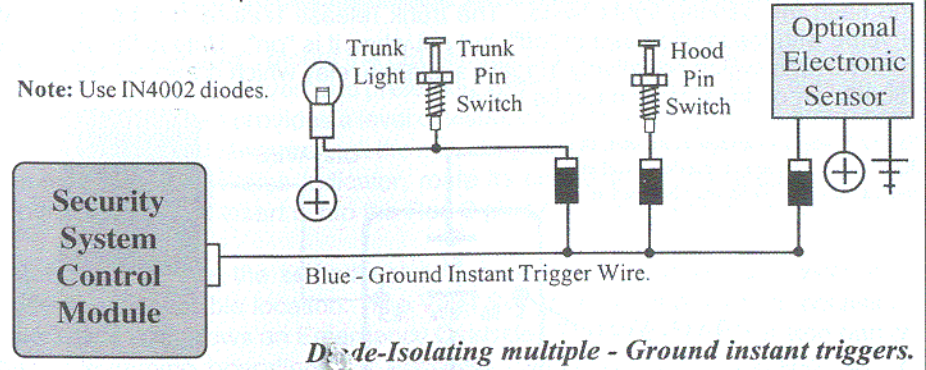 Optional
Electronic
Sensor
Trunk
Light
Trunk
Pin
Switch
Hood
Pin
Switch
Note: Use IN4002 diodes.
Security
System
Control
Module
Blue - Ground Instant Trigger Wire.
-Isolating multiple - Ground instant triggers.